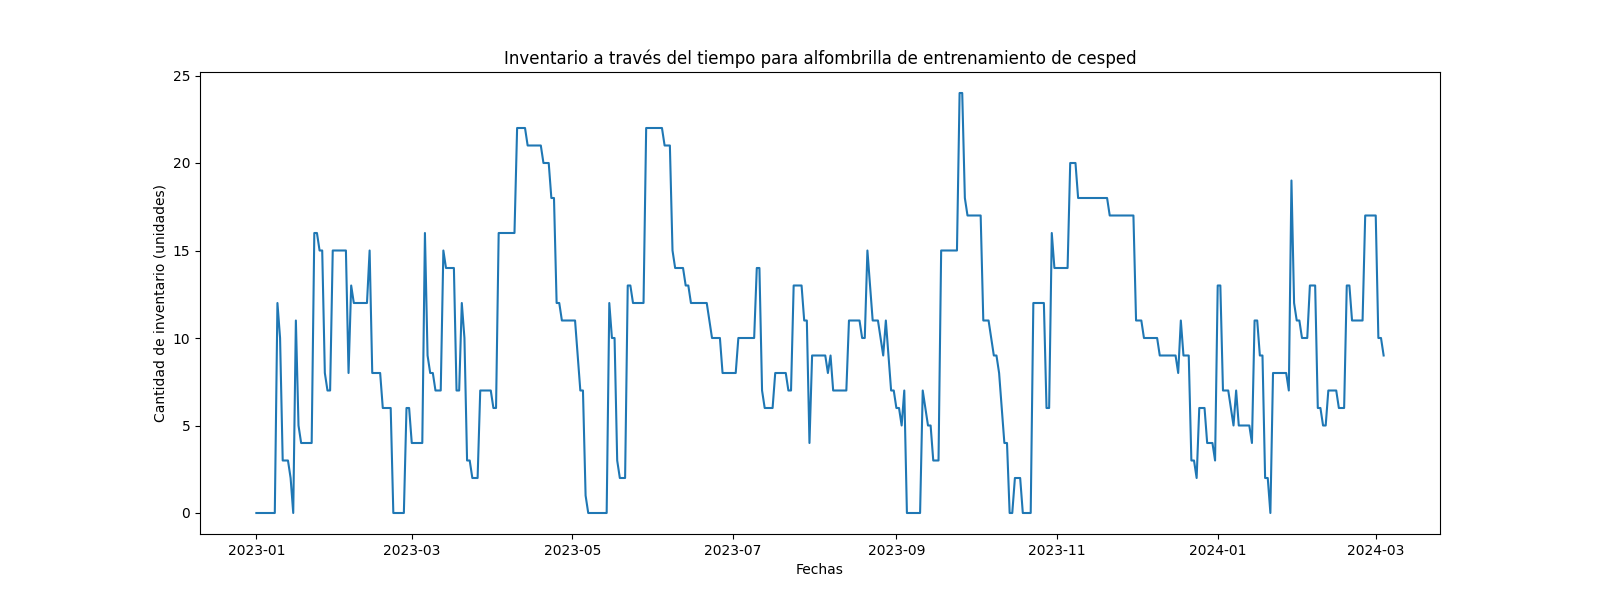 Inventario a través del tiempo para alfombrilla de entrenamiento de cesped
Cantidad de inventario (unidades)
25
20
15
10
5
0
2023-01 2023-03 2023-05 2023-07 2023-09 2023-11 2024-01 2024-03
Fechas